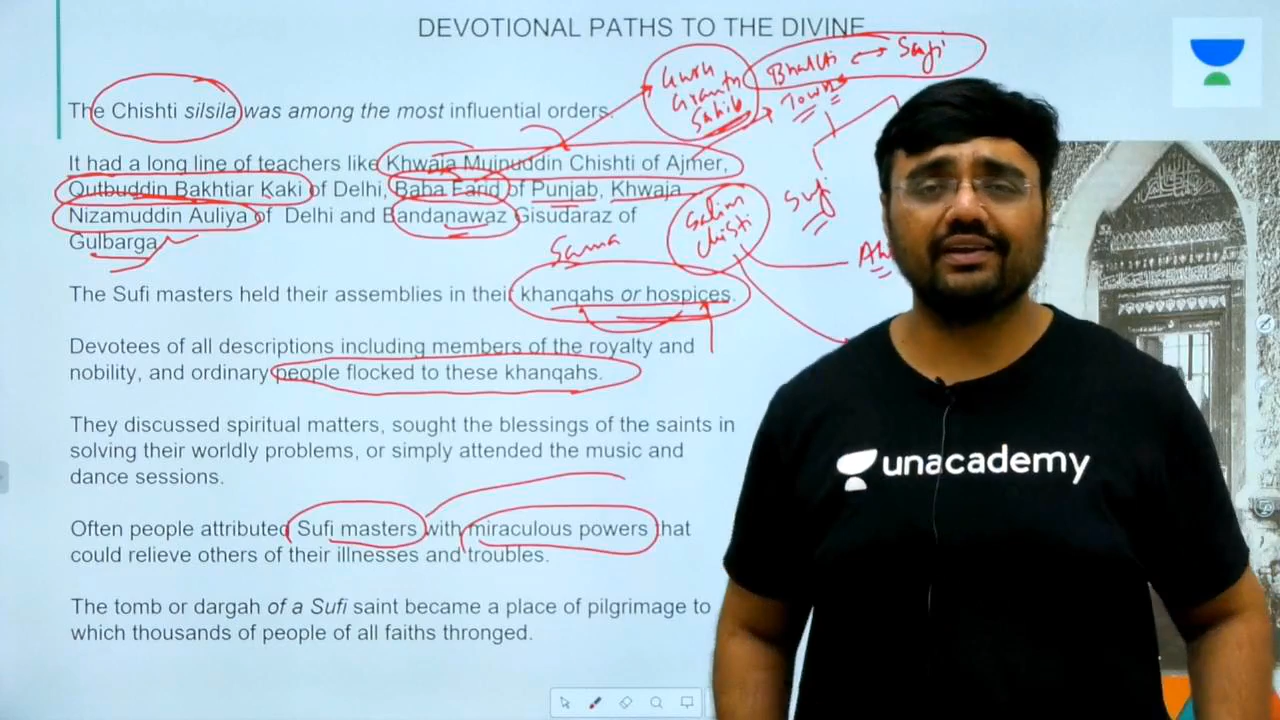 DEVOTIONAL PATHS TO THE DIVINE
Bhakti ↔ Sufi
Guru
Granth
Sahib
Towns
The Chishti silsila was among the most influential orders.
It had a long line of teachers like Khwaja Muinuddin Chishti of Ajmer,
Qutbuddin Bakhtiar Kaki of Delhi, Baba Farid of Punjab, Khwaja
Nizamuddin Auliya of Delhi and Bandanawaz Gisudaraz of
Gulbarga
Sufi
Salim
Chisti
Sama
The Sufi masters held their assemblies in their khanqahs or hospices.
Devotees of all descriptions including members of the royalty and
nobility, and ordinary people flocked to these khanqahs.
They discussed spiritual matters, sought the blessings of the saints in
solving their worldly problems, or simply attended the music and
dance sessions.
Often people attributed Sufi masters with miraculous powers that
could relieve others of their illnesses and troubles.
The tomb or dargah of a Sufi saint became a place of pilgrimage to
which thousands of people of all faiths thronged.
unacademy